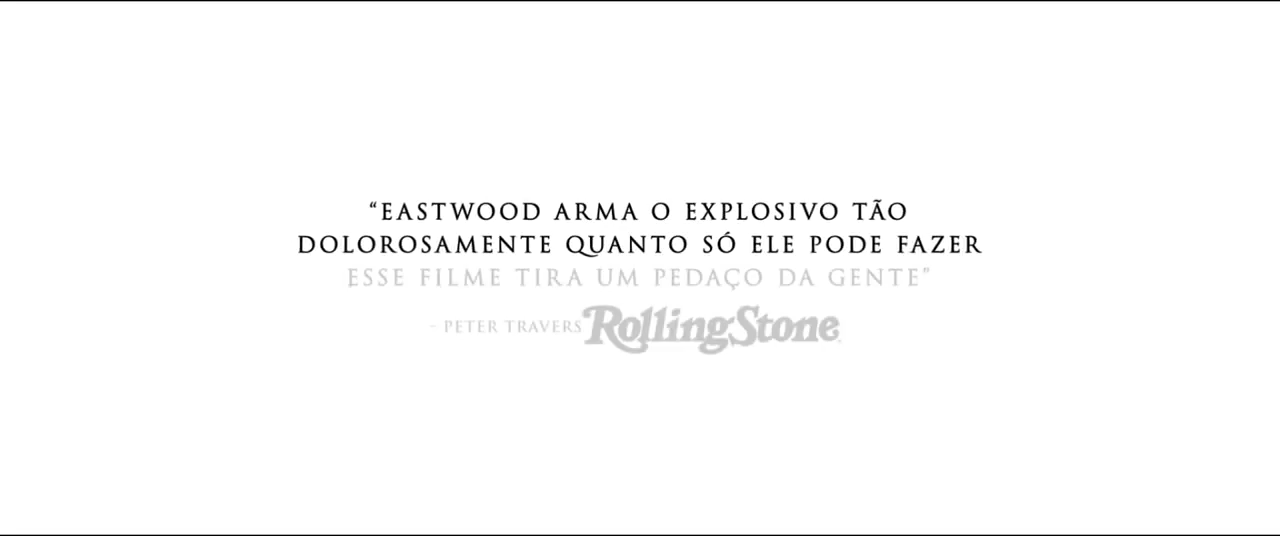 “EASTWOOD ARMA O EXPLOSIVO TÃO
DOLOROSAMENTE QUANTO SÓ ELE PODE FAZER
ESSE FILME TIRA UM PEDAÇO DA GENTE”
- PETER TRAVERS RollingStone